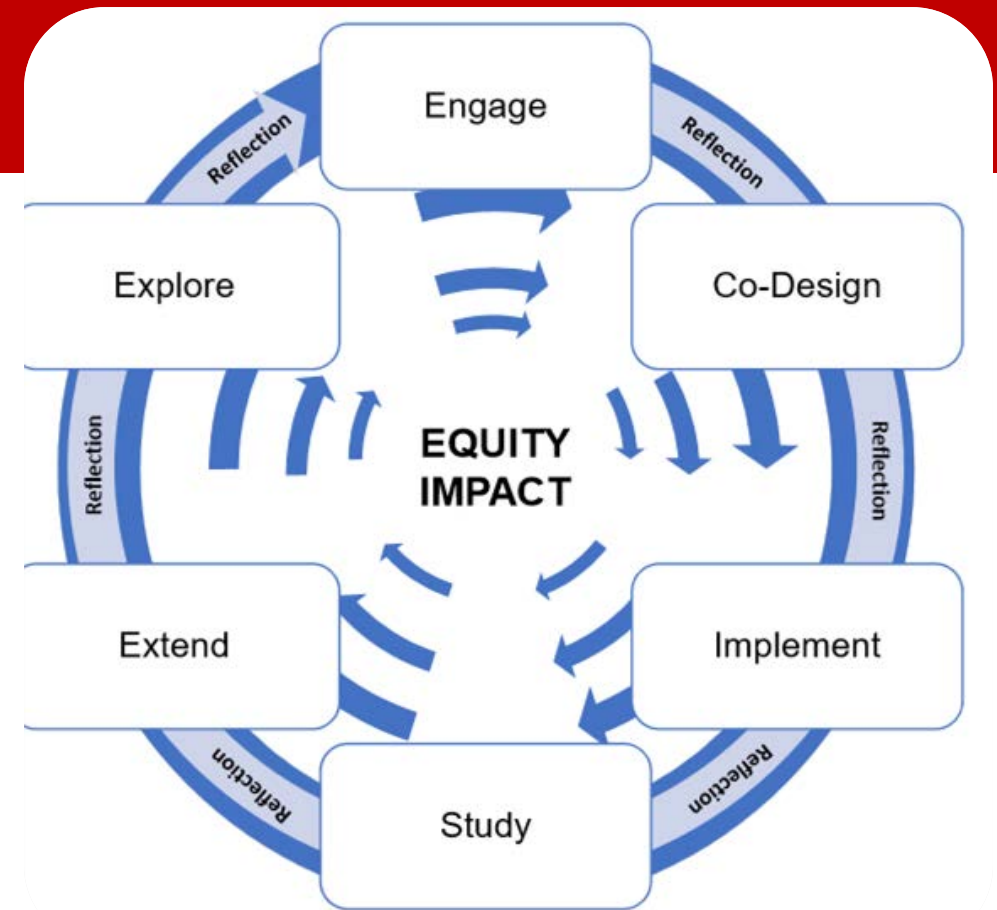 Engage
Reflection
Reflection
Explore
Co-Design
EQUITY
IMPACT
Reflection
Reflection
Extend
Implement
Reflection
Reflection
Study